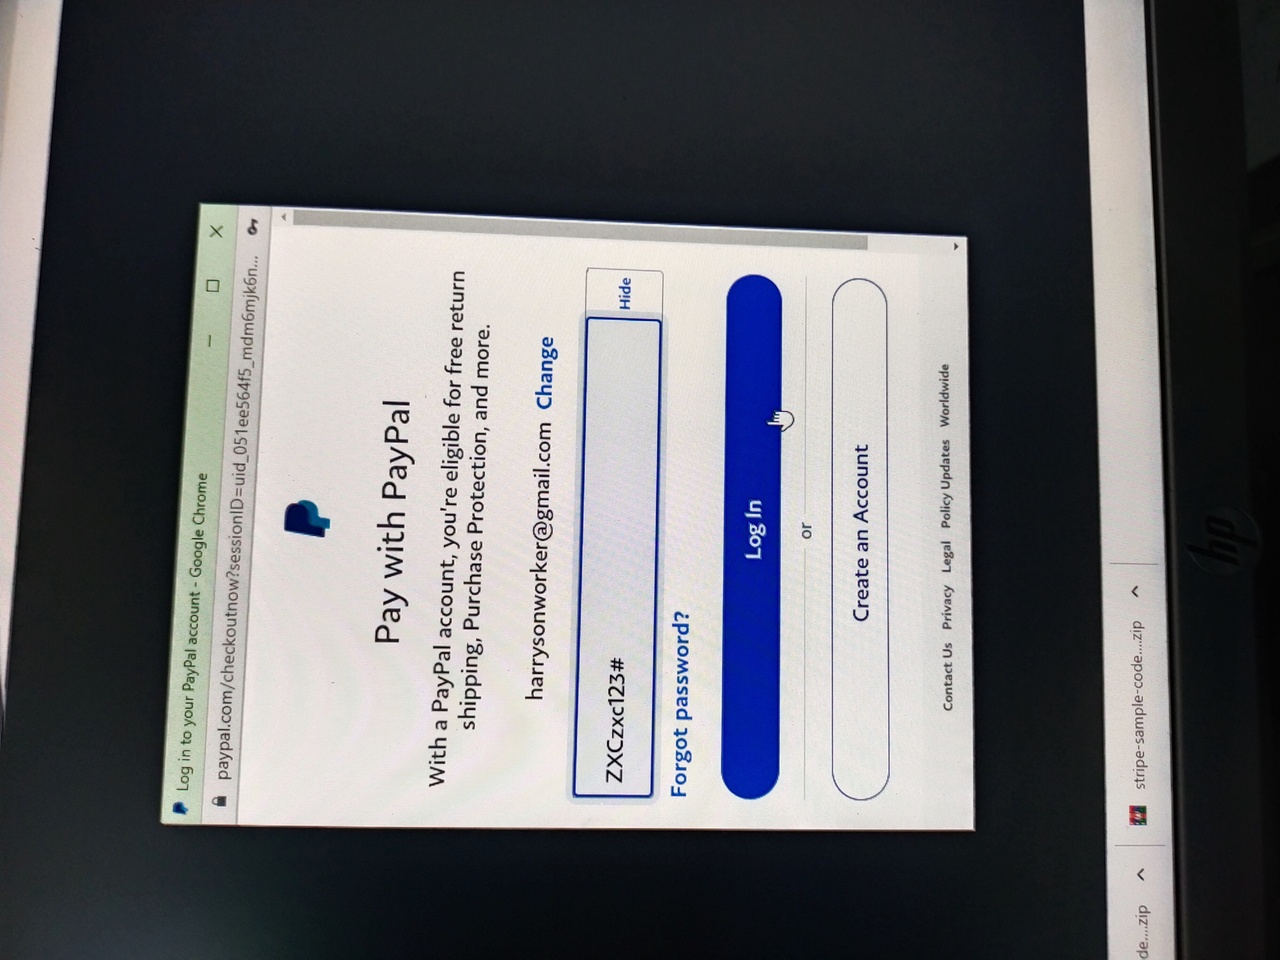 Log in to your PayPal account - Google Chrome
paypal.com/checkoutnow?sessionID=uid_051ee564f5_mdm6mjk6n...
Pay with PayPal
With a PayPal account, you're eligible for free return
shipping, Purchase Protection, and more.
harrysonworker@gmail.com Change
ZXCzxc123#
Hide
Forgot password?
Log In
or
Create an Account
Contact Us Privacy Legal Policy Updates Worldwide
de....zip
stripe-sample-code....zip
hp